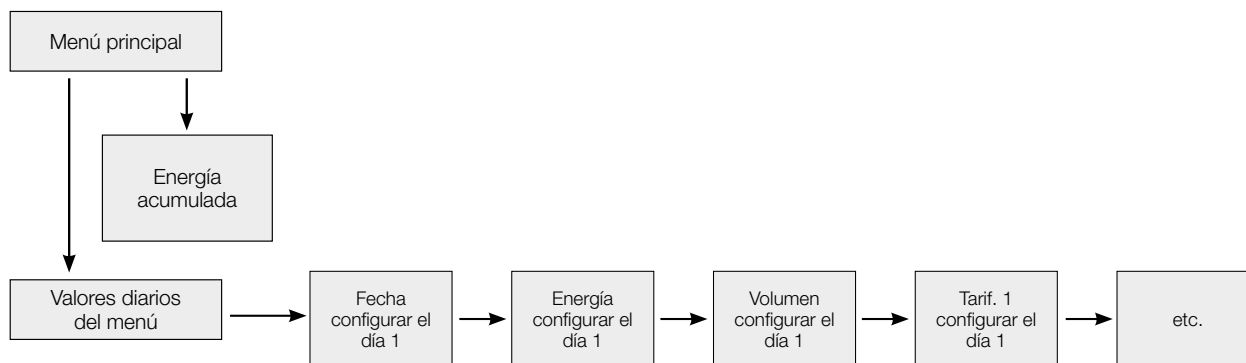 Menú principal
Energía
acumulada
Valores diarios
del menú
Fecha
configurar el
día 1
Energía
configurar el
día 1
Volumen
configurar el
día 1
Tarif. 1
configurar el
día 1
etc.